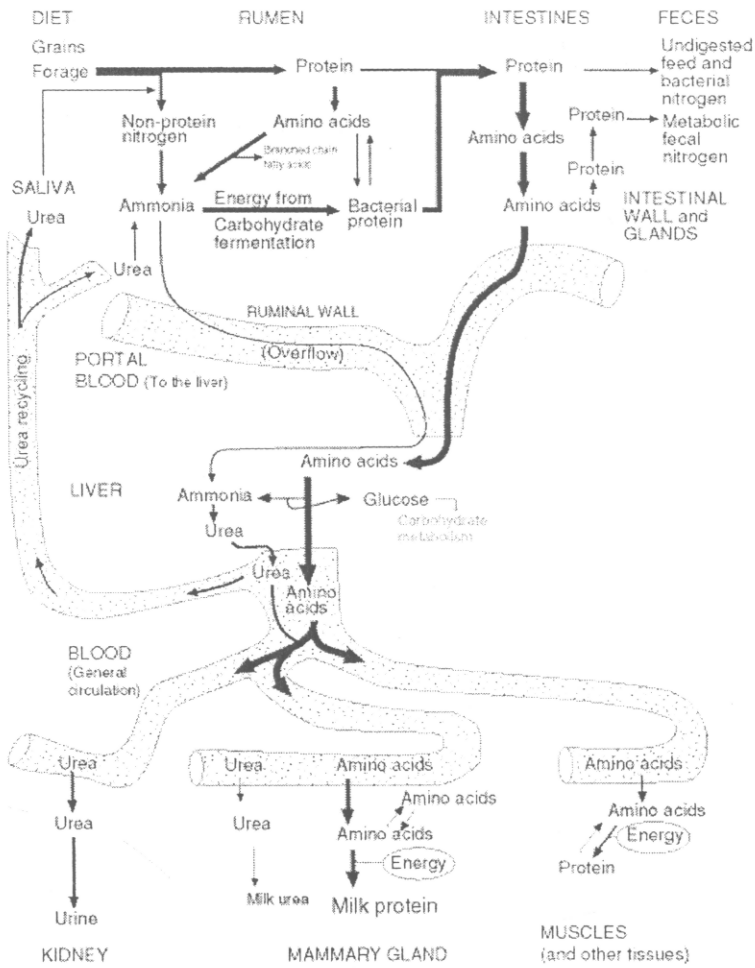 DIET
RUMEN
INTESTINES
FECES
Grains
Forage
Protein
Protein
Undigested
feed and
bacterial
nitrogen
Non-protein
nitrogen
Amino acids
Branched chain
fatty acids
Amino acids
Protein
Metabolic
fecal
nitrogen
Protein
SALIVA
Urea
Ammonia
Energy from
Carbohydrate
fermentation
Bacterial
protein
Amino acids
INTESTINAL
WALL and
GLANDS
Urea
RUMINAL WALL
(Overflow)
PORTAL
BLOOD (To the liver)
Urea recycling
Amino acids
LIVER
Ammonia
Glucose
Carbohydrate
metabolism
Urea
Urea
Amino
acids
BLOOD
(General
circulation)
Urea
Urea
Amino acids
Amino acids
Urea
Urea
Amino acids
Amino acids
Amino acids
Energy
Energy
Protein
Urine
Milk urea
Milk protein
KIDNEY
MAMMARY GLAND
MUSCLES
(and other tissues)